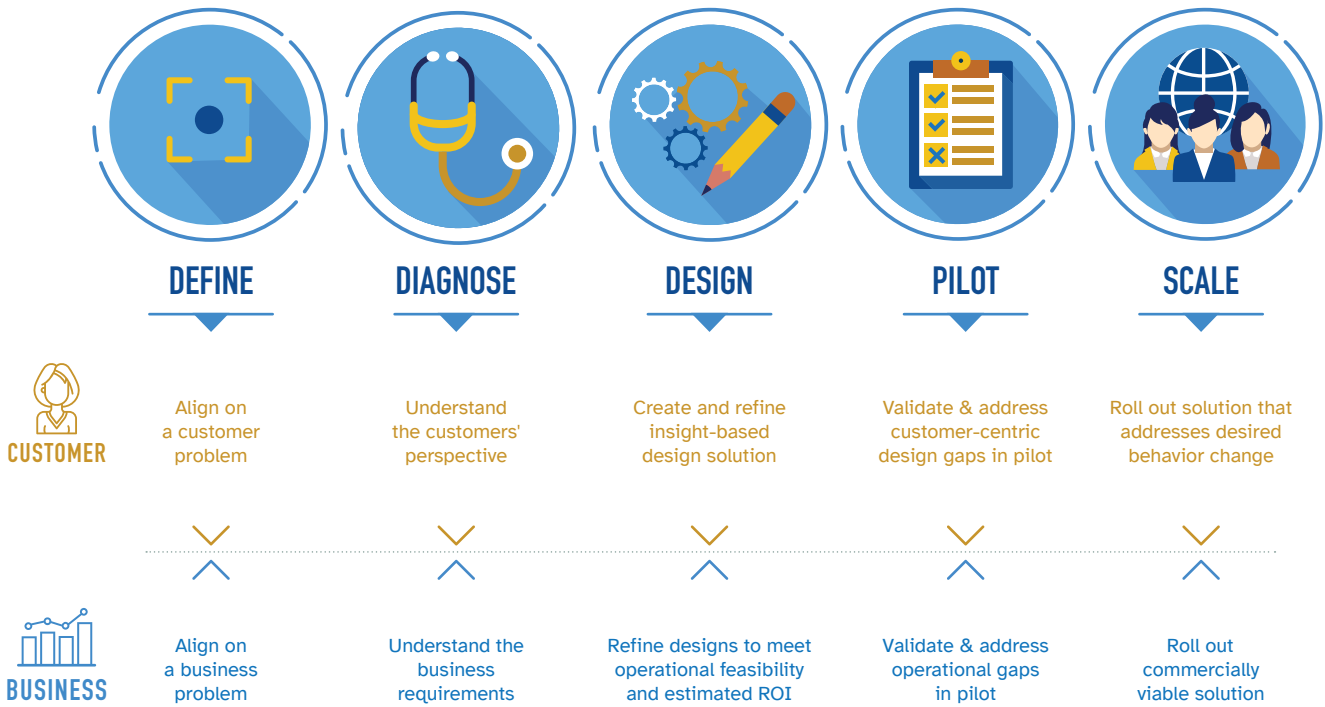 DEFINE
DIAGNOSE
DESIGN
PILOT
SCALE
CUSTOMER
Align on
a customer
problem
Understand
the customers'
perspective
Create and refine
insight-based
design solution
Validate & address
customer-centric
design gaps in pilot
Roll out solution that
addresses desired
behavior change
BUSINESS
Align on
a business
problem
Understand the
business
requirements
Refine designs to meet
operational feasibility
and estimated ROI
Validate & address
operational gaps
in pilot
Roll out
commercially
viable solution